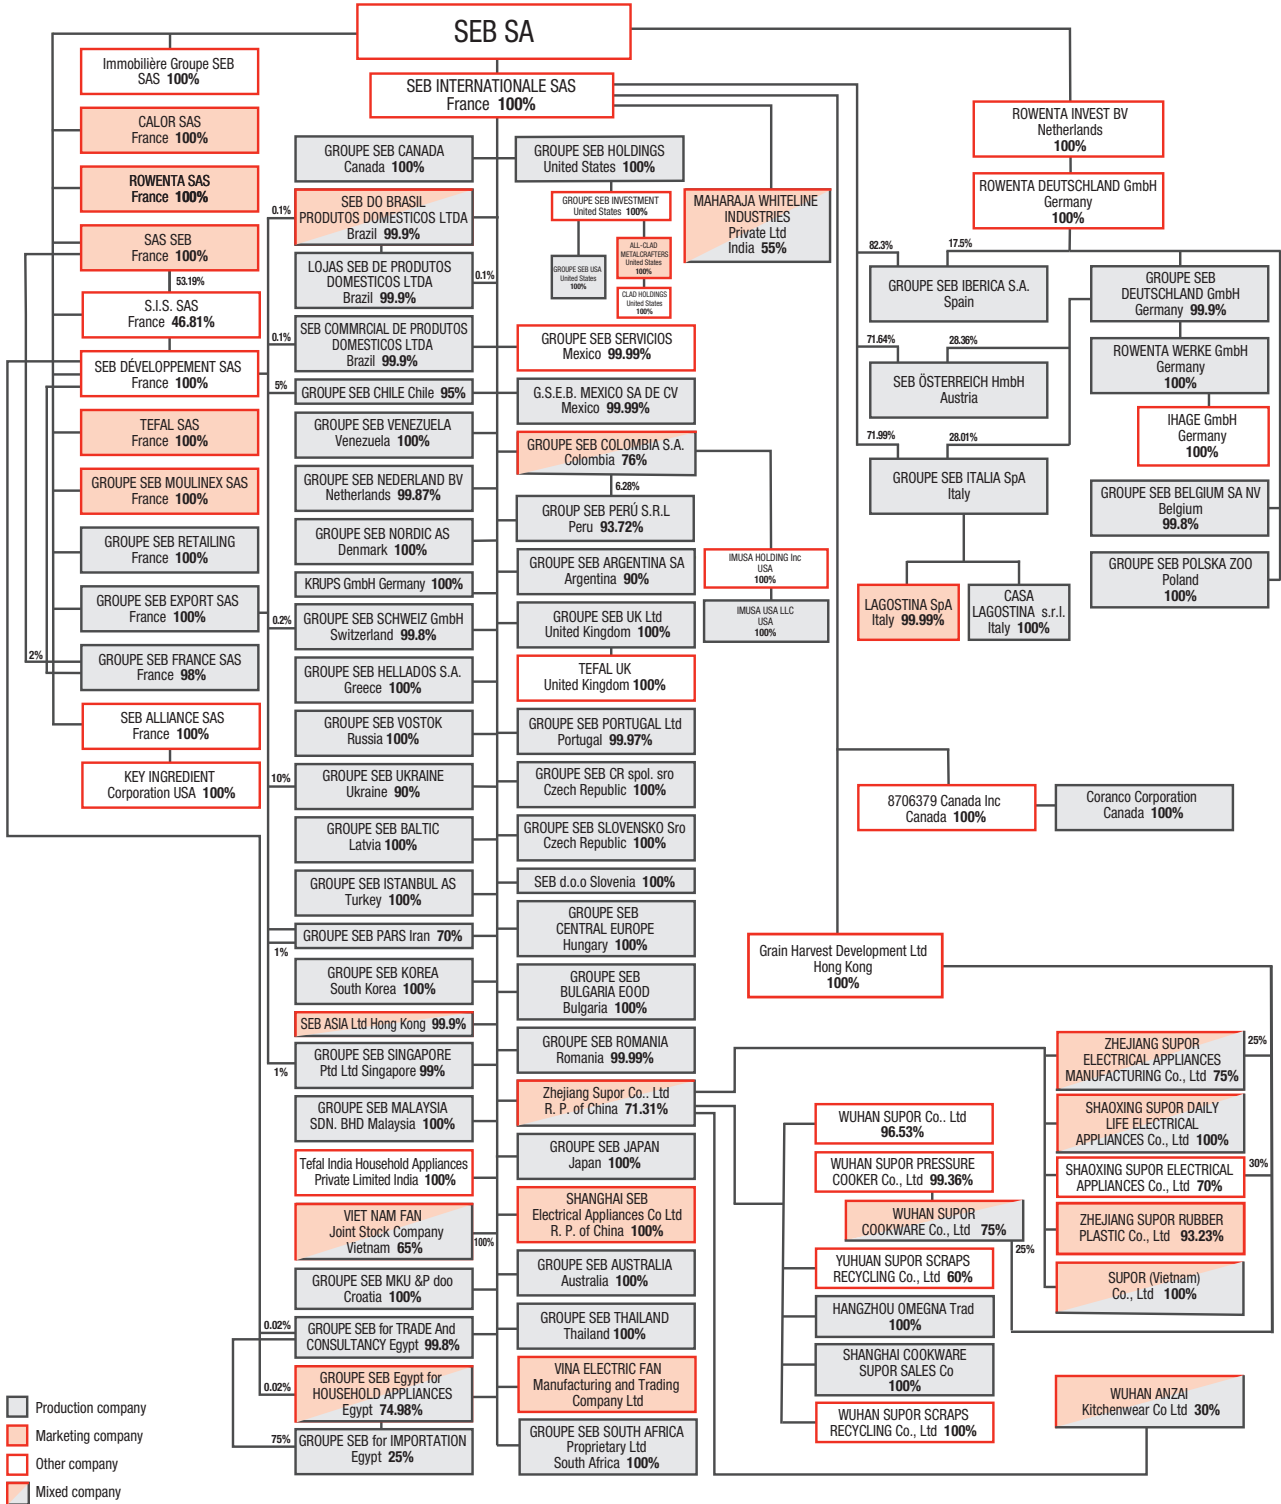 SEB SA
Immobilière Groupe SEB
SAS 100%
CALOR SAS
France 100%
ROWENTA SAS
France 100%
SAS SEB
France 100%
53.19%
S.I.S. SAS
France 46.81%
SEB DÉVELOPPEMENT SAS
France 100%
TEFAL SAS
France 100%
GROUPE SEB MOULINEX SAS
France 100%
GROUPE SEB RETAILING
France 100%
GROUPE SEB EXPORT SAS
France 100%
2%
GROUPE SEB FRANCE SAS
France 98%
SEB ALLIANCE SAS
France 100%
KEY INGREDIENT
Corporation USA 100%
SEB INTERNATIONALE SAS
France 100%
GROUPE SEB CANADA
Canada 100%
0.1%
SEB DO BRASIL
PRODUTOS DOMESTICOS LTDA
Brazil 99.9%
LOJAS SEB DE PRODUTOS
DOMESTICOS LTDA
Brazil 99.9%
0.1%
0.1%
SEB COMMRCIAL DE PRODUTOS
DOMESTICOS LTDA
Brazil 99.9%
5%
GROUPE SEB CHILE Chile 95%
GROUPE SEB VENEZUELA
Venezuela 100%
GROUPE SEB NEDERLAND BV
Netherlands 99.87%
GROUPE SEB NORDIC AS
Denmark 100%
KRUPS GmbH Germany 100%
0.2%
GROUPE SEB SCHWEIZ GmbH
Switzerland 99.8%
GROUPE SEB HELLADOS S.A.
Greece 100%
GROUPE SEB VOSTOK
Russia 100%
10%
GROUPE SEB UKRAINE
Ukraine 90%
GROUPE SEB BALTIC
Latvia 100%
GROUPE SEB ISTANBUL AS
Turkey 100%
GROUPE SEB PARS Iran 70%
1%
GROUPE SEB KOREA
South Korea 100%
SEB ASIA Ltd Hong Kong 99.9%
GROUPE SEB SINGAPORE
Ptd Ltd Singapore 99%
1%
GROUPE SEB MALAYSIA
SDN. BHD Malaysia 100%
Tefal India Household Appliances
Private Limited India 100%
VIET NAM FAN
Joint Stock Company
Vietnam 65%
100%
GROUPE SEB MKU &P doo
Croatia 100%
0.02%
GROUPE SEB for TRADE And
CONSULTANCY Egypt 99.8%
0.02%
GROUPE SEB Egypt for
HOUSEHOLD APPLIANCES
Egypt 74.98%
75%
GROUPE SEB for IMPORTATION
Egypt 25%
GROUPE SEB HOLDINGS
United States 100%
GROUPE SEB INVESTMENT
United States 100%
GROUPE SEB USA
United States
100%
ALL-CLAD
METALCRAFTERS
United States
100%
CLAD HOLDINGS
United States
100%
MAHARAJA WHITELINE
INDUSTRIES
Private Ltd
India 55%
GROUPE SEB SERVICIOS
Mexico 99.99%
G.S.E.B. MEXICO SA DE CV
Mexico 99.99%
GROUPE SEB COLOMBIA S.A.
Colombia 76%
6.28%
GROUP SEB PERÚ S.R.L
Peru 93.72%
GROUPE SEB ARGENTINA SA
Argentina 90%
GROUPE SEB UK Ltd
United Kingdom 100%
TEFAL UK
United Kingdom 100%
GROUPE SEB PORTUGAL Ltd
Portugal 99.97%
GROUPE SEB CR spol. sro
Czech Republic 100%
GROUPE SEB SLOVENSKO Sro
Czech Republic 100%
SEB d.o.o Slovenia 100%
GROUPE SEB
CENTRAL EUROPE
Hungary 100%
GROUPE SEB
BULGARIA EOOD
Bulgaria 100%
GROUPE SEB ROMANIA
Romania 99.99%
Zhejiang Supor Co.. Ltd
R. P. of China 71.31%
GROUPE SEB JAPAN
Japan 100%
SHANGHAI SEB
Electrical Appliances Co Ltd
R. P. of China 100%
GROUPE SEB AUSTRALIA
Australia 100%
GROUPE SEB THAILAND
Thailand 100%
VINA ELECTRIC FAN
Manufacturing and Trading
Company Ltd
GROUPE SEB SOUTH AFRICA
Proprietary Ltd
South Africa 100%
IMUSA HOLDING Inc
USA
100%
IMUSA USA LLC
USA
100%
ROWENTA INVEST BV
Netherlands
100%
ROWENTA DEUTSCHLAND GmbH
Germany
100%
82.3%
17.5%
GROUPE SEB IBERICA S.A.
Spain
GROUPE SEB
DEUTSCHLAND GmbH
Germany 99.9%
71.64%
28.36%
SEB ÖSTERREICH HmbH
Austria
ROWENTA WERKE GmbH
Germany
100%
IHAGE GmbH
Germany
100%
71.99%
28.01%
GROUPE SEB ITALIA SpA
Italy
GROUPE SEB BELGIUM SA NV
Belgium
99.8%
GROUPE SEB POLSKA ZOO
Poland
100%
LAGOSTINA SpA
Italy 99.99%
CASA
LAGOSTINA s.r.l.
Italy 100%
8706379 Canada Inc
Canada 100%
Coranco Corporation
Canada 100%
Grain Harvest Development Ltd
Hong Kong
100%
ZHEJIANG SUPOR
ELECTRICAL APPLIANCES
MANUFACTURING Co., Ltd 75%
25%
SHAOXING SUPOR DAILY
LIFE ELECTRICAL
APPLIANCES Co., Ltd 100%
SHAOXING SUPOR ELECTRICAL
APPLIANCES Co., Ltd 70%
30%
ZHEJIANG SUPOR RUBBER
PLASTIC Co., Ltd 93.23%
SUPOR (Vietnam)
Co., Ltd 100%
WUHAN SUPOR Co.. Ltd
96.53%
WUHAN SUPOR PRESSURE
COOKER Co., Ltd 99.36%
WUHAN SUPOR
COOKWARE Co., Ltd 75%
25%
YUHUAN SUPOR SCRAPS
RECYCLING Co., Ltd 60%
HANGZHOU OMEGNA Trad
100%
SHANGHAI COOKWARE
SUPOR SALES Co
100%
WUHAN SUPOR SCRAPS
RECYCLING Co., Ltd 100%
WUHAN ANZAI
Kitchenwear Co Ltd 30%
Production company
Marketing company
Other company
Mixed company